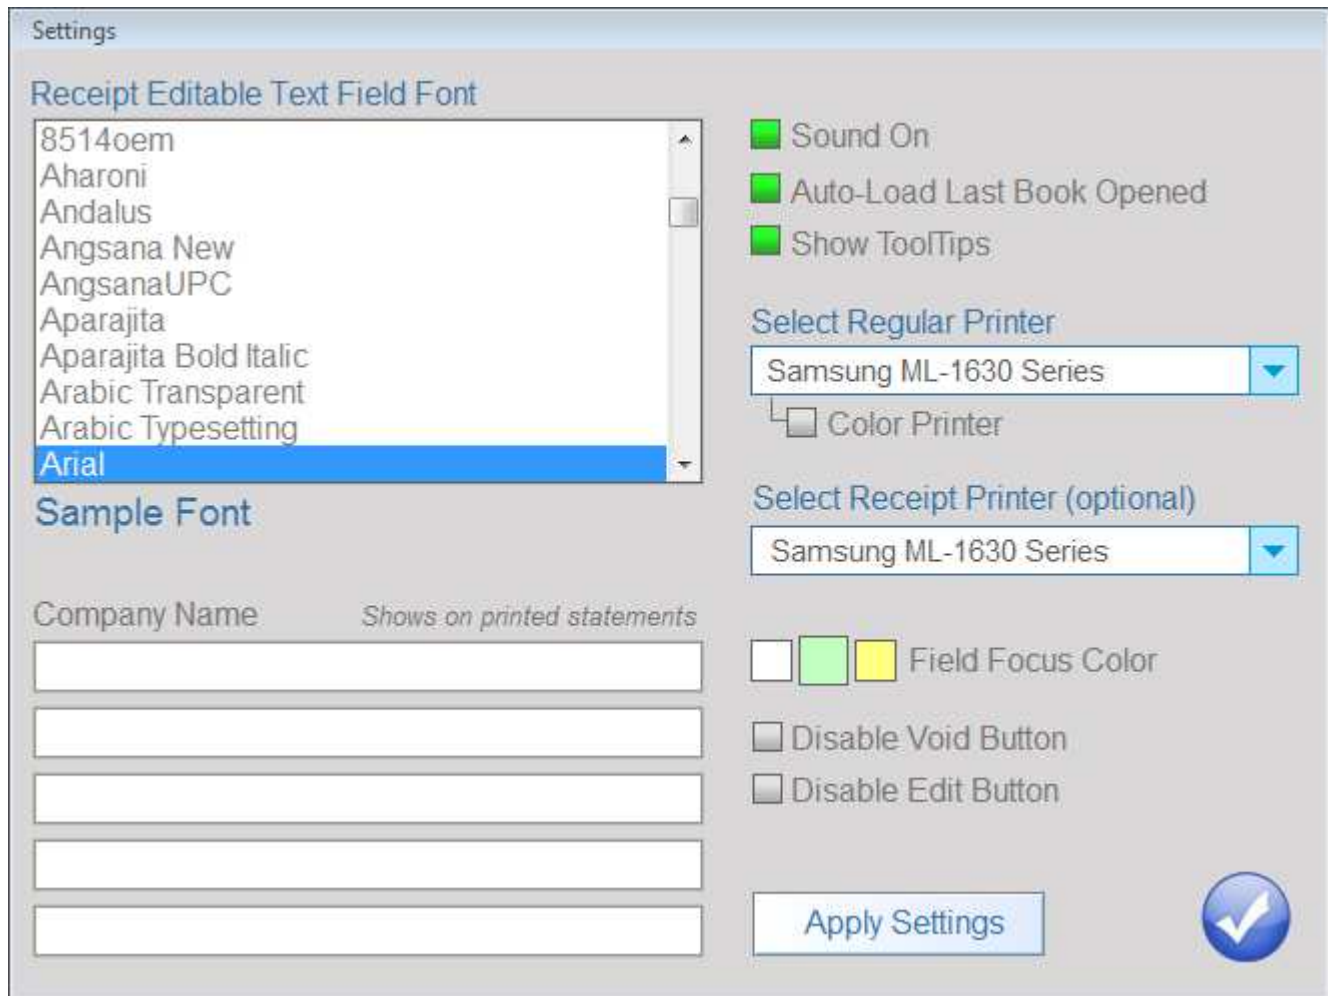 Settings
Receipt Editable Text Field Font
8514oem
Aharoni
Andalus
Angsana New
AngsanaUPC
Aparajita
Aparajita Bold Italic
Arabic Transparent
Arabic Typesetting
Arial
Sample Font
Company Name
Shows on printed statements
Sound On
Auto-Load Last Book Opened
Show ToolTips
Select Regular Printer
Samsung ML-1630 Series
Color Printer
Select Receipt Printer (optional)
Samsung ML-1630 Series
Field Focus Color
Disable Void Button
Disable Edit Button
Apply Settings